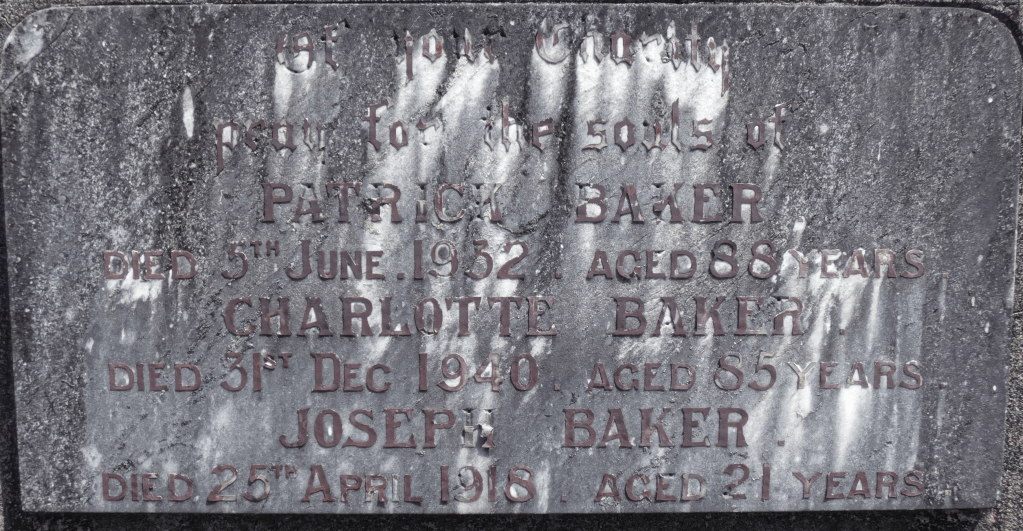 Of your Charity
pray for the souls of
PATRICK BAKER
DIED 5TH JUNE . 1932 . AGED 88 YEARS .
CHARLOTTE BAKER .
DIED 31ST DEC 1940 . AGED 85 YEARS .
JOSEPH BAKER .
DIED 25TH APRIL 1918 . AGED 21 YEARS